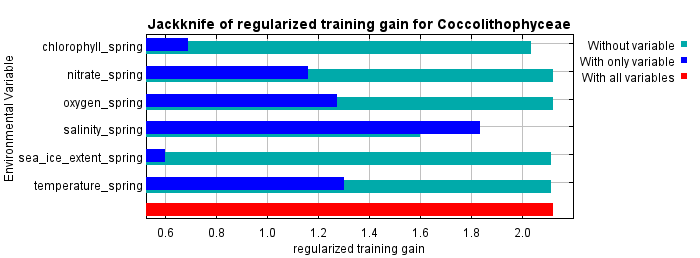 Jackknife of regularized training gain for Coccolithophyceae
Environmental Variable
chlorophyll_spring
nitrate_spring
oxygen_spring
salinity_spring
sea_ice_extent_spring
temperature_spring
Without variable
With only variable
With all variables
0.6 0.8 1.0 1.2 1.4 1.6 1.8 2.0
regularized training gain